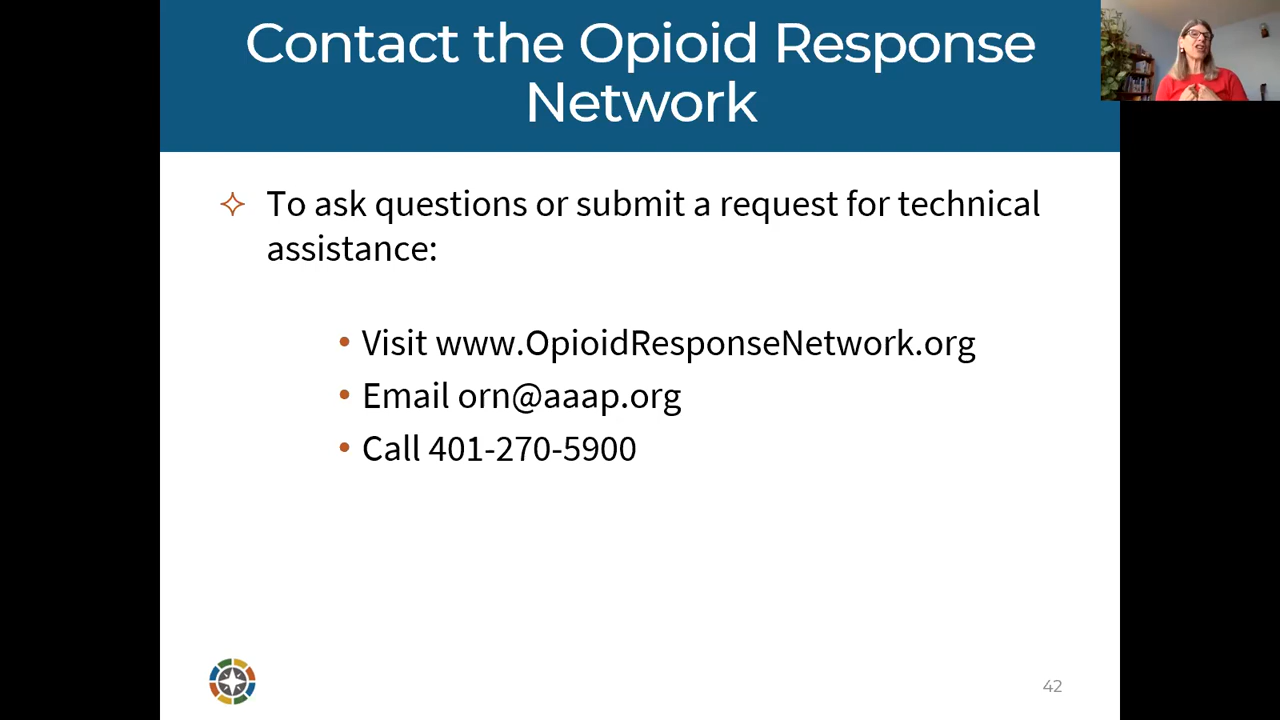 Contact the Opioid Response
Network
To ask questions or submit a request for technical
assistance:
• Visit www.OpioidResponseNetwork.org
• Email orn@aaap.org
• Call 401-270-5900
42